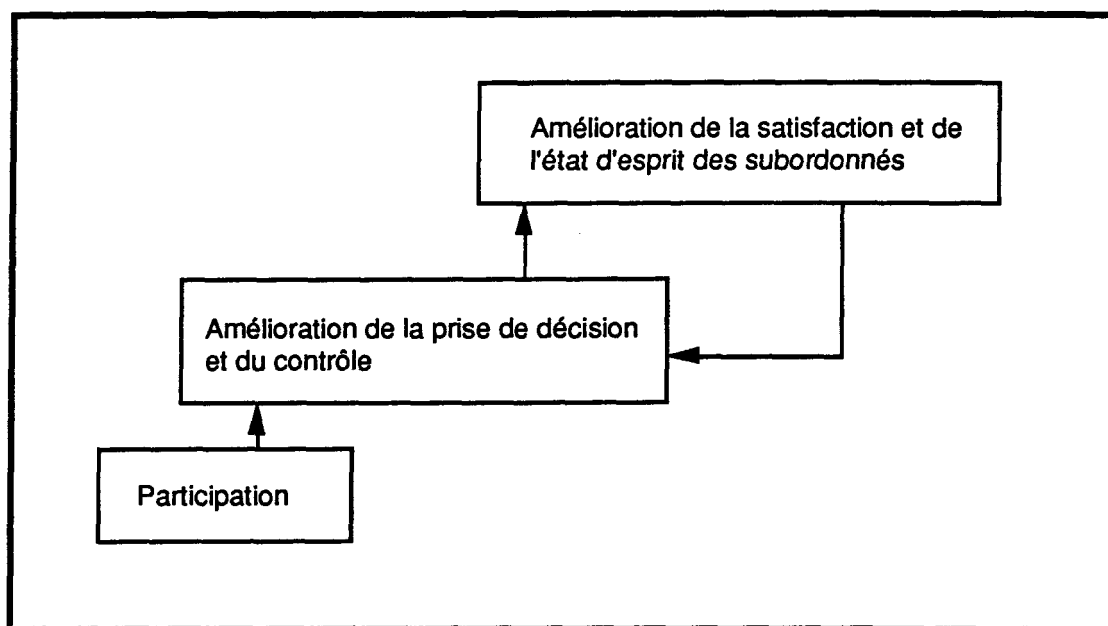 Amélioration de la satisfaction et de
l'état d'esprit des subordonnés
Amélioration de la prise de décision
et du contrôle
Participation